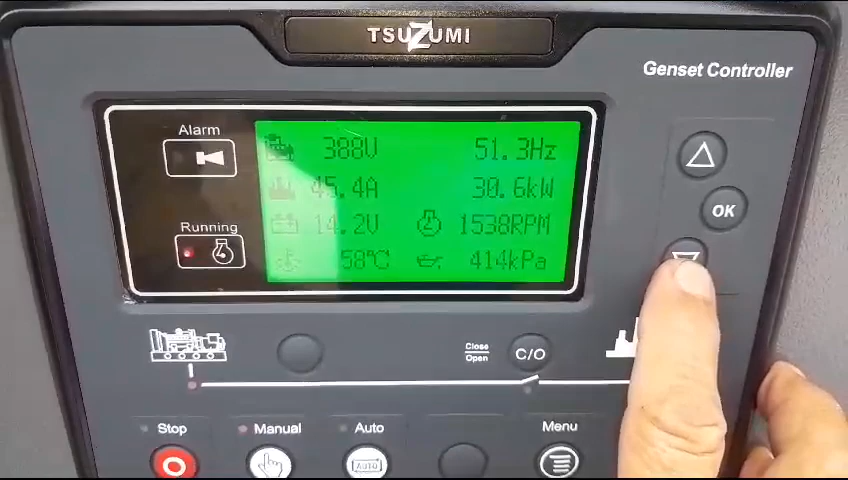 TSUZUMI
Genset Controller
Alarm
388V 51.3Hz
45.4A 30.6kW
Running
14.2V 1538RPM
58℃ 414kPa
OK
Close
Open
C/O
Stop
Manual
Auto
Menu
AUTO